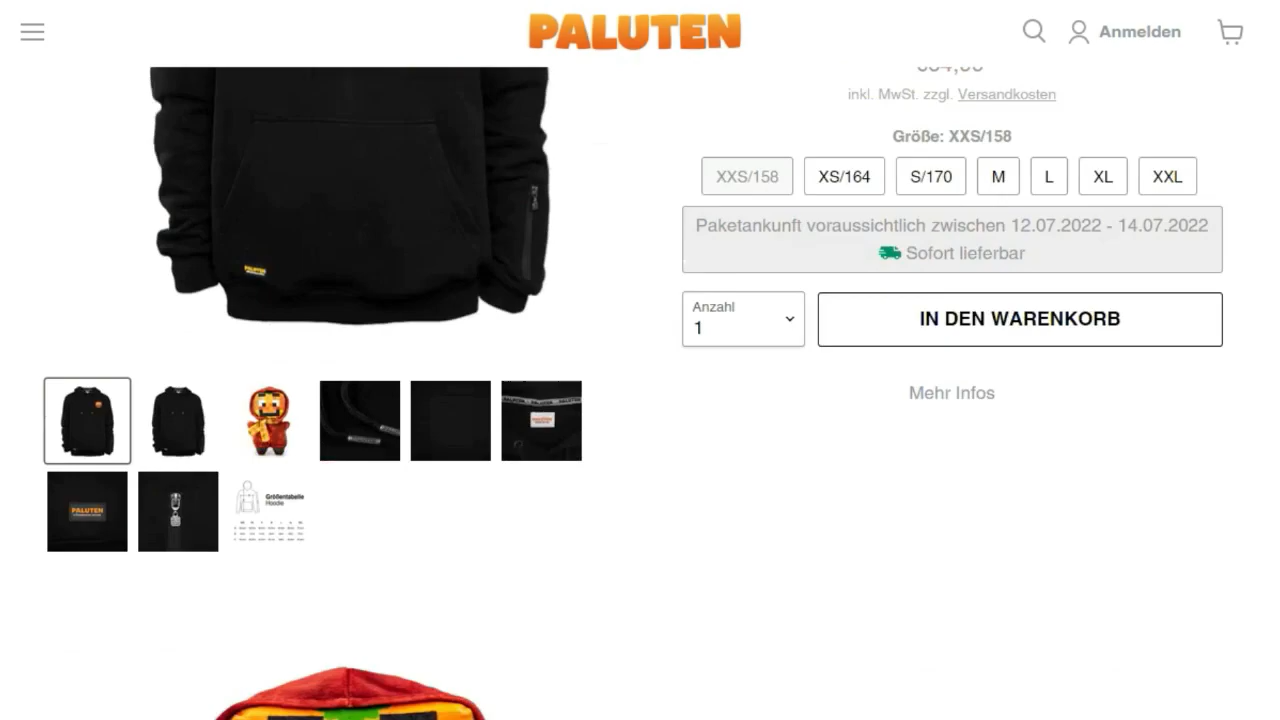 PALUTEN
Anmelden
inkl. MwSt. zzgl. Versandkosten
Größe: XXS/158
XXS/158 XS/164 S/170 M L XL XXL
Paketankunft voraussichtlich zwischen 12.07.2022 - 14.07.2022
Sofort lieferbar
Anzahl
1
IN DEN WARENKORB
Mehr Infos
PALUTEN
PALUTEN
Größentabelle
Hoodie